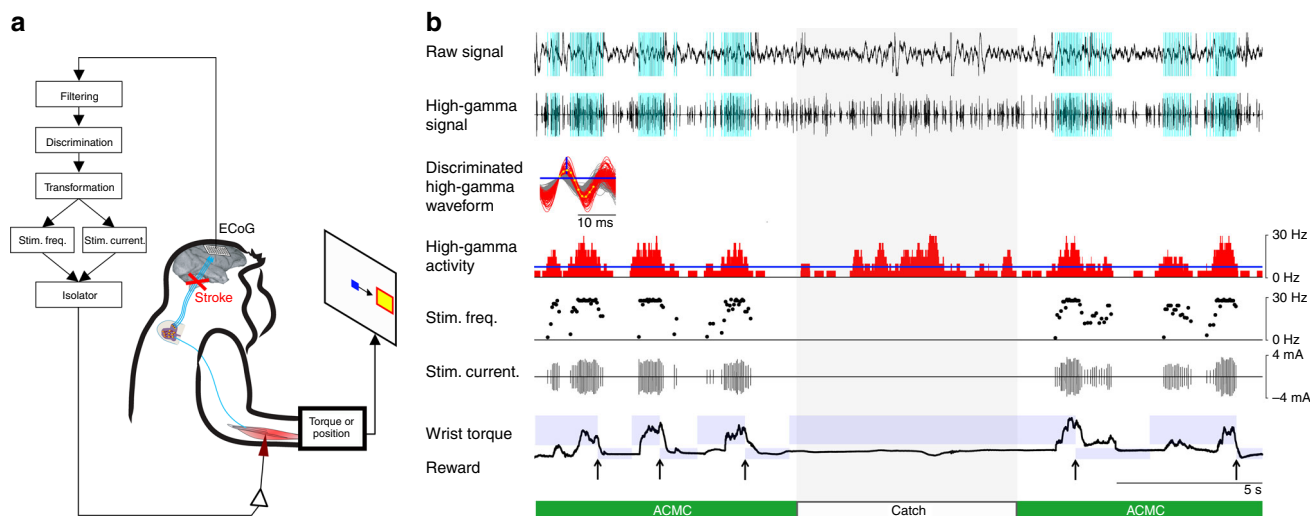 a
Filtering
Discrimination
Transformation
Stim. freq.
Stim. current.
Isolator
ECoG
Stroke
Torque or
position
b
Raw signal
High-gamma
signal
Discriminated
high-gamma
waveform
10 ms
High-gamma
activity
30 Hz
0 Hz
Stim. freq.
30 Hz
0 Hz
Stim. current.
4 mA
–4 mA
Wrist torque
Reward
5 s
ACMC
Catch
ACMC